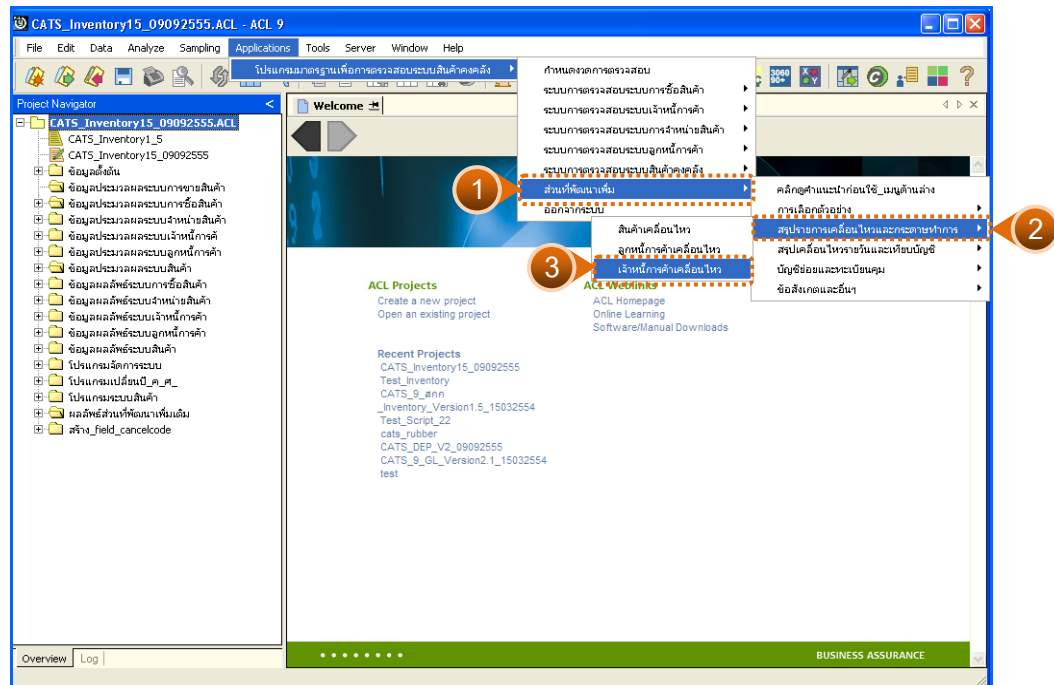 CATS_Inventory15_09092555.ACL - ACL 9
File Edit Data Analyze Sampling Applications Tools Server Window Help
โปรแกรมมาตรฐานเพื่อการตรวจสอบระบบสินค้าคงคลัง
กำหนดงวดการตรวจสอบ
ระบบการตรวจสอบระบบการซื้อสินค้า
ระบบการตรวจสอบระบบเจ้าหนี้การค้า
ระบบการตรวจสอบระบบการจำหน่ายสินค้า
ระบบการตรวจสอบระบบลูกหนี้การค้า
ระบบการตรวจสอบระบบสินค้าคงคลัง
ส่วนที่พัฒนาเพิ่ม
ออกจากระบบ
1
คลิกดูคำแนะนำก่อนใช้_เมนูด้านล่าง
การเลือกตัวอย่าง
สรุปรายการเคลื่อนไหวและกระดาษทำการ
สรุปเคลื่อนไหวรายวันและเทียบบัญชี
บัญชีย่อยและทะเบียนคุม
ข้อสังเกตและอื่นๆ
2
สินค้าเคลื่อนไหว
ลูกหนี้การค้าเคลื่อนไหว
เจ้าหนี้การค้าเคลื่อนไหว
3
Project Navigator <
CATS_Inventory15_09092555.ACL
CATS_Inventory1_5
CATS_Inventory15_09092555
ข้อมูลตั้งต้น
ข้อมูลประมวลผลระบบการขายสินค้า
ข้อมูลประมวลผลระบบการซื้อสินค้า
ข้อมูลประมวลผลระบบจำหน่ายสินค้า
ข้อมูลประมวลผลระบบเจ้าหนี้การค้
ข้อมูลประมวลผลระบบลูกหนี้การค้า
ข้อมูลประมวลผลระบบสินค้า
ข้อมูลผลลัพธ์ระบบการซื้อสินค้า
ข้อมูลผลลัพธ์ระบบจำหน่ายสินค้า
ข้อมูลผลลัพธ์ระบบเจ้าหนี้การค้า
ข้อมูลผลลัพธ์ระบบลูกหนี้การค้า
ข้อมูลผลลัพธ์ระบบสินค้า
โปรแกรมจัดการระบบ
โปรแกรมเปลี่ยนปี_ค_ศ_
โปรแกรมระบบสินค้า
ผลลัพธ์ส่วนที่พัฒนาเพิ่มเติม
สร้าง_field_cancelcode
Overview Log
Welcome
ACL Projects
Create a new project
Open an existing project
ACL Weblinks
ACL Homepage
Online Learning
Software/Manual Downloads
Recent Projects
CATS_Inventory15_09092555
Test_Inventory
CATS_9_สกก
_Inventory_Version1.5_15032554
Test_Script_22
cats_rubber
CATS_DEP_V2_09092555
CATS_9_GL_Version2.1_15032554
test
BUSINESS ASSURANCE